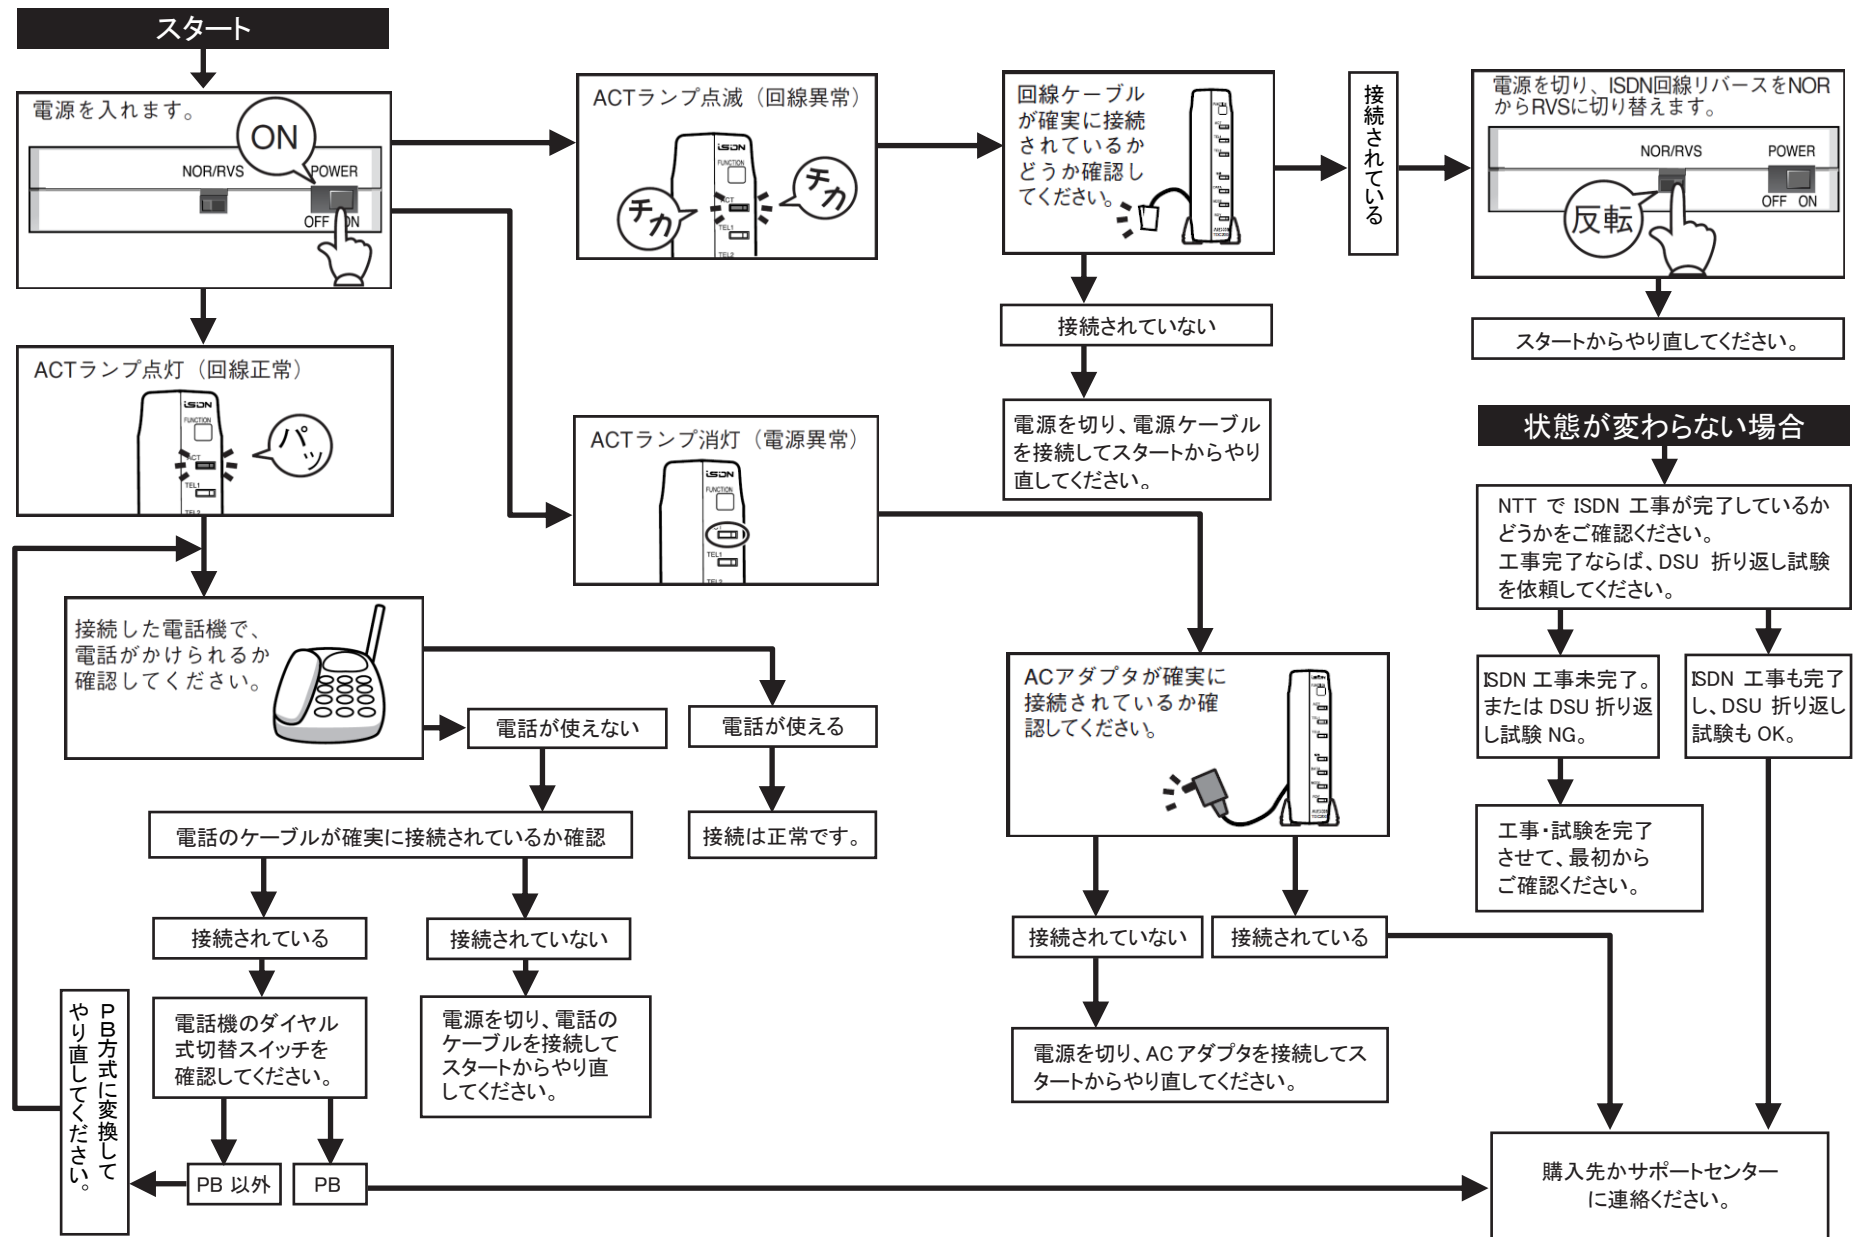 スタート
電源を入れます。
ON
NOR/RVS
POWER
OFF ON
ACTランプ点滅（回線異常）
iSDN
FUNCTION
チカ
チカ
ACT
TEL1
TEL2
回線ケーブル
が確実に接続
されているか
どうか確認し
てください。
接続されている
電源を切り、ISDN回線リバースをNOR
からRVSに切り替えます。
NOR/RVS
POWER
OFF ON
反転
スタートからやり直してください。
接続されていない
電源を切り、電源ケーブル
を接続してスタートからやり
直してください。
ACTランプ点灯（回線正常）
iSDN
FUNCTION
パッ
ACT
TEL1
TEL2
ACTランプ消灯（電源異常）
iSDN
FUNCTION
TEL1
TEL2
状態が変わらない場合
NTT で ISDN 工事が完了しているか
どうかをご確認ください。
工事完了ならば、DSU 折り返し試験
を依頼してください。
ISDN 工事未完了。
または DSU 折り返
し試験 NG。
ISDN 工事も完了
し、DSU 折り返し
試験も OK。
工事・試験を完了
させて、最初から
ご確認ください。
接続した電話機で、
電話がかけられるか
確認してください。
電話が使えない
電話が使える
接続は正常です。
電話のケーブルが確実に接続されているか確認
接続されている
接続されていない
電話機のダイヤル
式切替スイッチを
確認してください。
電源を切り、電話の
ケーブルを接続して
スタートからやり直
してください。
PB方式に変換して
やり直してください。
PB 以外
PB
ACアダプタが確実に
接続されているか確
認してください。
接続されていない
接続されている
電源を切り、AC アダプタを接続してス
タートからやり直してください。
購入先かサポートセンター
に連絡ください。